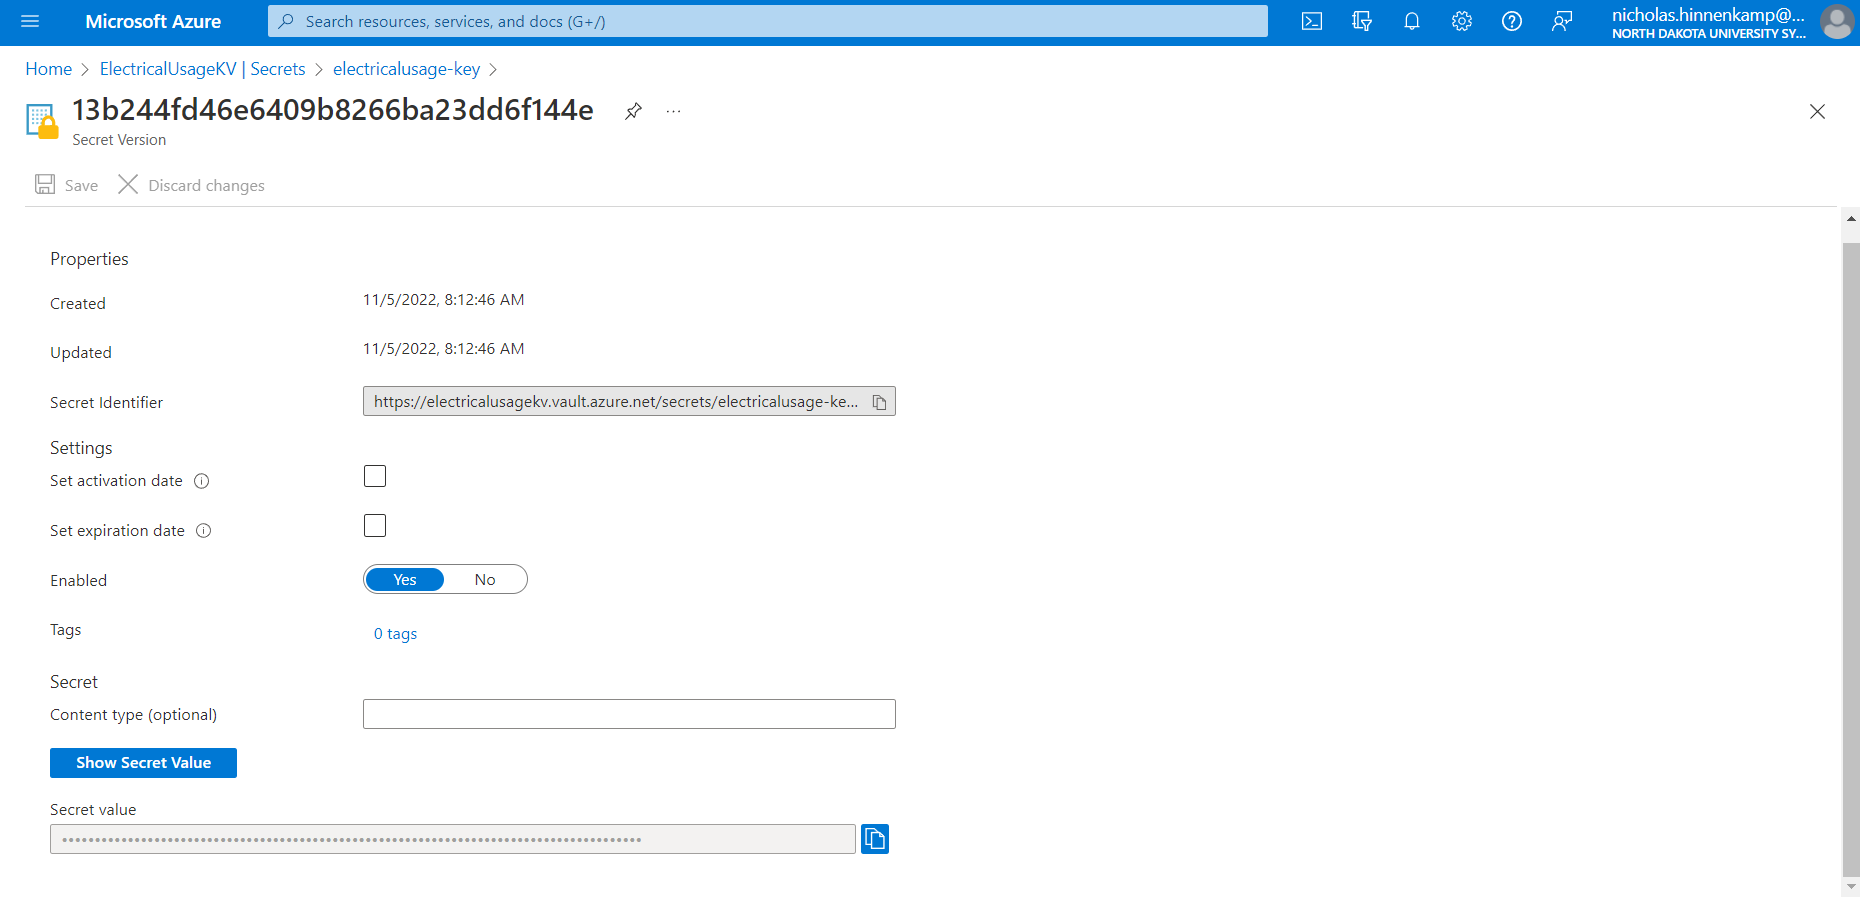 Microsoft Azure
Search resources, services, and docs (G+/)
nicholas.hinnenkamp@...
NORTH DAKOTA UNIVERSITY SY...
Home > ElectricalUsageKV | Secrets > electricalusage-key >
13b244fd46e6409b8266ba23dd6f144e
Secret Version
Save
Discard changes
Properties
Created
11/5/2022, 8:12:46 AM
Updated
11/5/2022, 8:12:46 AM
Secret Identifier
https://electricalusagekv.vault.azure.net/secrets/electricalusage-ke...
Settings
Set activation date
Set expiration date
Enabled
Yes No
Tags
0 tags
Secret
Content type (optional)
Show Secret Value
Secret value